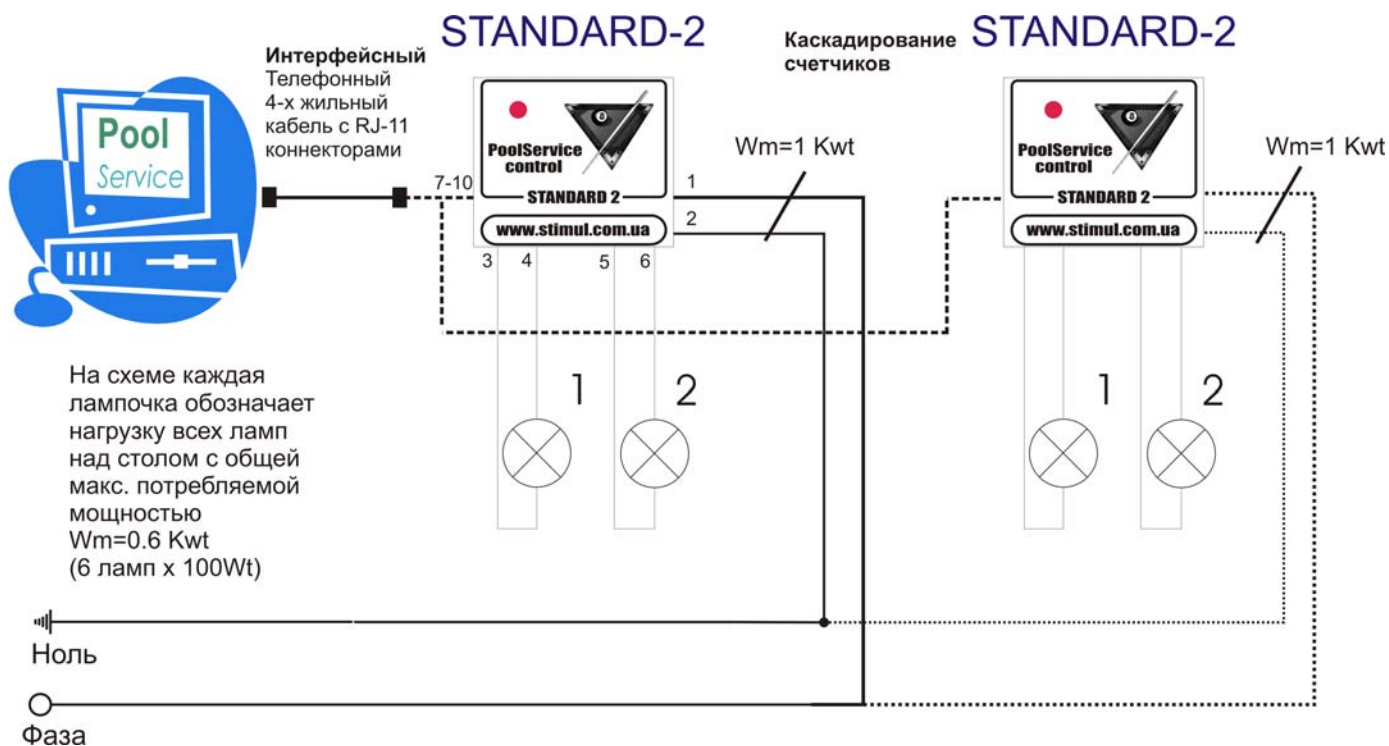 STANDARD-2
STANDARD-2
Интерфейсный
Телефонный
4-х жильный
кабель с RJ-11
коннекторами
Каскадирование
счетчиков
Pool
Service
PoolService
control
STANDARD 2
www.stimul.com.ua
7-10
1
2
3
4
5
6
Wm=1 Kwt
PoolService
control
STANDARD 2
www.stimul.com.ua
Wm=1 Kwt
8
8
1
2
1
2
На схеме каждая
лампочка обозначает
нагрузку всех ламп
над столом с общей
макс. потребляемой
мощностью
Wm=0.6 Kwt
(6 ламп x 100Wt)
Ноль
Фаза